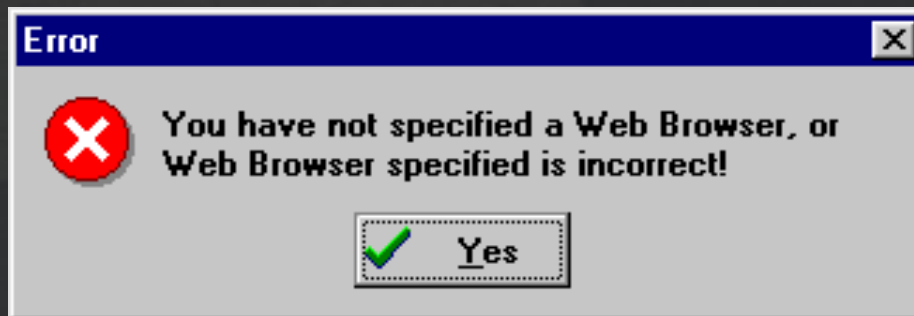 Error
You have not specified a Web Browser, or
Web Browser specified is incorrect!
Yes